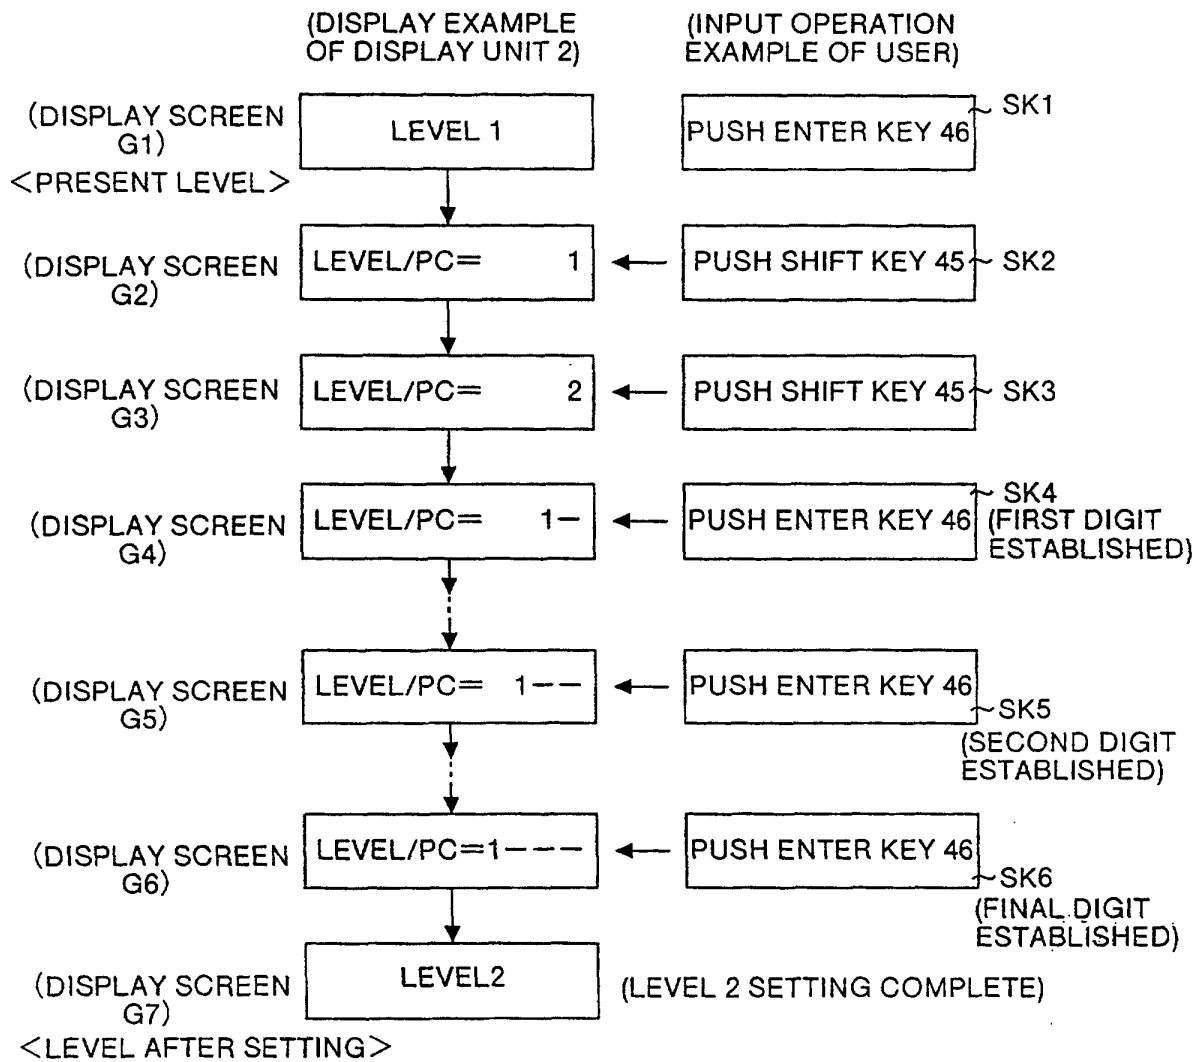 (DISPLAY EXAMPLE
OF DISPLAY UNIT 2)
(INPUT OPERATION
EXAMPLE OF USER)
(DISPLAY SCREEN
G1)
<PRESENT LEVEL>
LEVEL 1
PUSH ENTER KEY 46
SK1
(DISPLAY SCREEN
G2)
LEVEL/PC= 1
PUSH SHIFT KEY 45
SK2
(DISPLAY SCREEN
G3)
LEVEL/PC= 2
PUSH SHIFT KEY 45
SK3
(DISPLAY SCREEN
G4)
LEVEL/PC= 1–
PUSH ENTER KEY 46
SK4
(FIRST DIGIT
ESTABLISHED)
(DISPLAY SCREEN
G5)
LEVEL/PC= 1––
PUSH ENTER KEY 46
SK5
(SECOND DIGIT
ESTABLISHED)
(DISPLAY SCREEN
G6)
LEVEL/PC=1–––
PUSH ENTER KEY 46
SK6
(FINAL DIGIT
ESTABLISHED)
(DISPLAY SCREEN
G7)
LEVEL2
(LEVEL 2 SETTING COMPLETE)
<LEVEL AFTER SETTING>